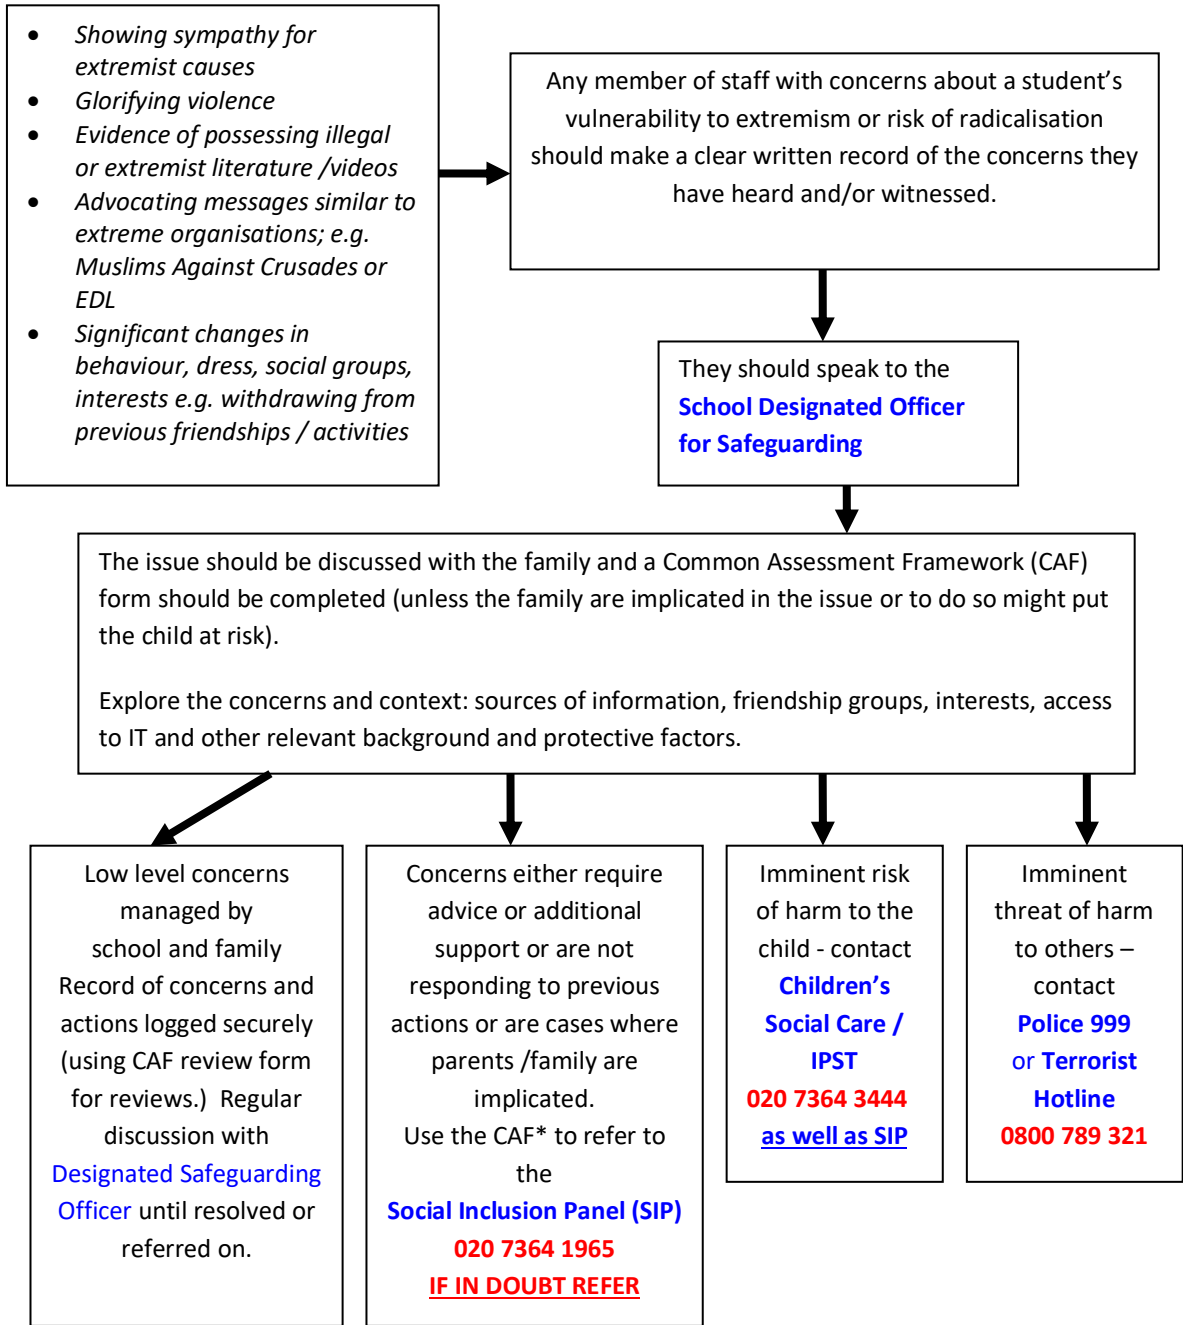 • Showing sympathy for
extremist causes
• Glorifying violence
• Evidence of possessing illegal
or extremist literature /videos
• Advocating messages similar to
extreme organisations; e.g.
Muslims Against Crusades or
EDL
• Significant changes in
behaviour, dress, social groups,
interests e.g. withdrawing from
previous friendships / activities
Any member of staff with concerns about a student’s
vulnerability to extremism or risk of radicalisation
should make a clear written record of the concerns they
have heard and/or witnessed.
They should speak to the
School Designated Officer
for Safeguarding
The issue should be discussed with the family and a Common Assessment Framework (CAF)
form should be completed (unless the family are implicated in the issue or to do so might put
the child at risk).
Explore the concerns and context: sources of information, friendship groups, interests, access
to IT and other relevant background and protective factors.
Low level concerns
managed by
school and family
Record of concerns and
actions logged securely
(using CAF review form
for reviews.)  Regular
discussion with
Designated Safeguarding
Officer until resolved or
referred on.
Concerns either require
advice or additional
support or are not
responding to previous
actions or are cases where
parents /family are
implicated.
Use the CAF* to refer to
the
Social Inclusion Panel (SIP)
020 7364 1965
IF IN DOUBT REFER
Imminent risk
of harm to the
child - contact
Children’s
Social Care /
IPST
020 7364 3444
as well as SIP
Imminent
threat of harm
to others –
contact
Police 999
or Terrorist
Hotline
0800 789 321